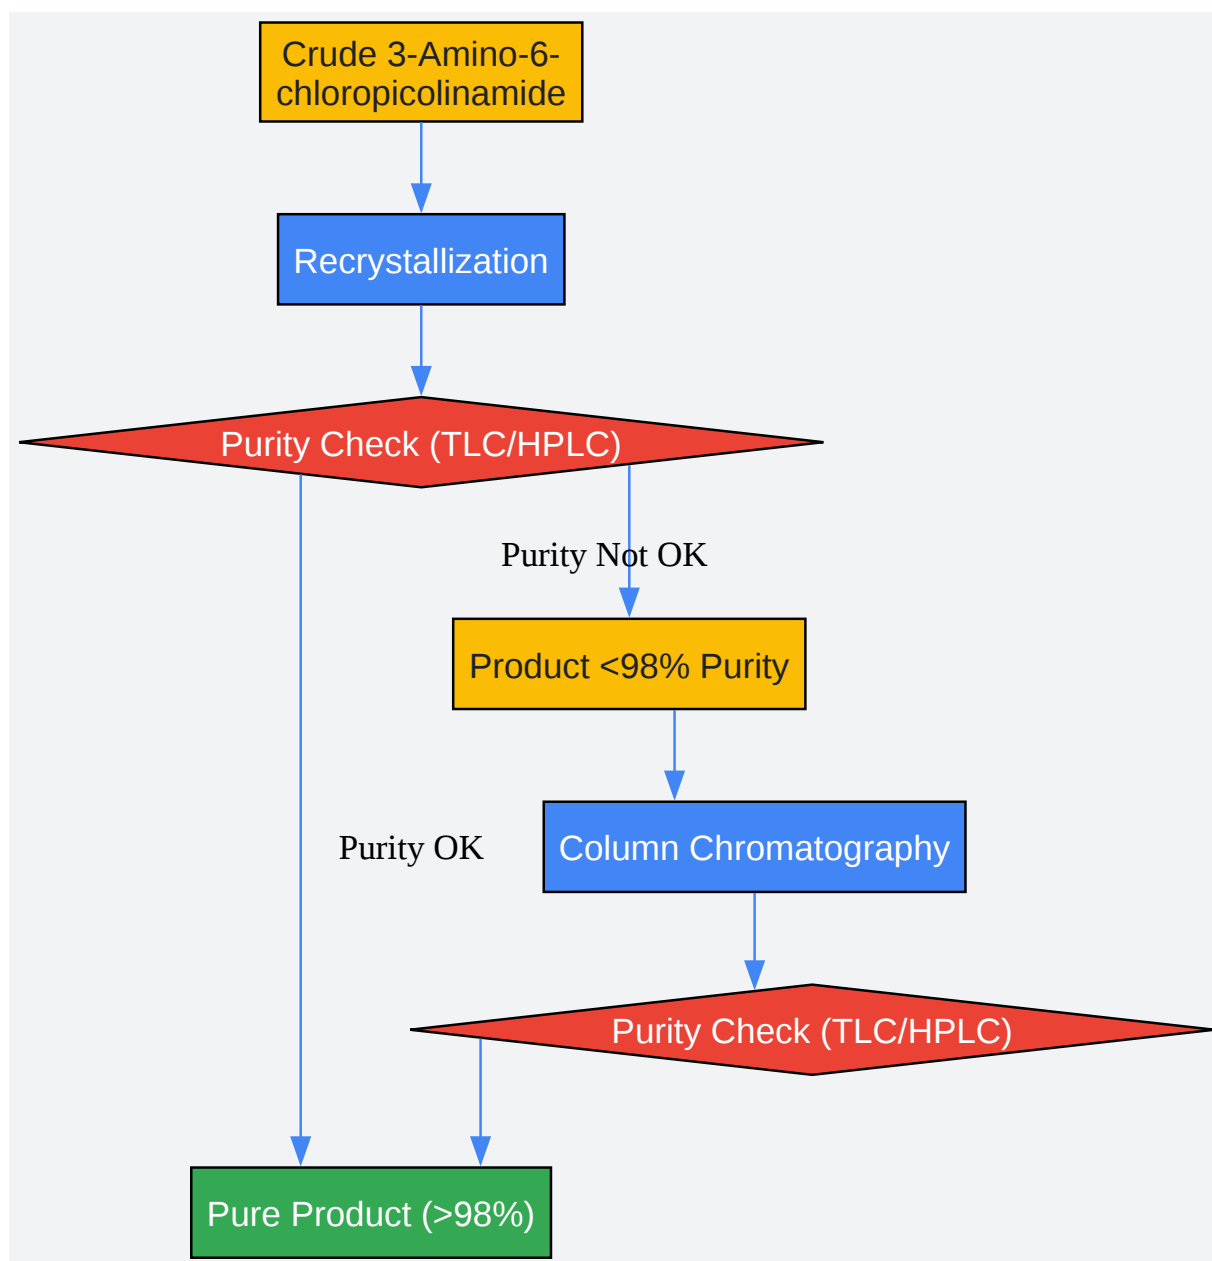 Crude 3-Amino-6-
chloropicolinamide
Recrystallization
Purity Check (TLC/HPLC)
Purity Not OK
Product <98% Purity
Purity OK
Column Chromatography
Purity Check (TLC/HPLC)
Pure Product (>98%)